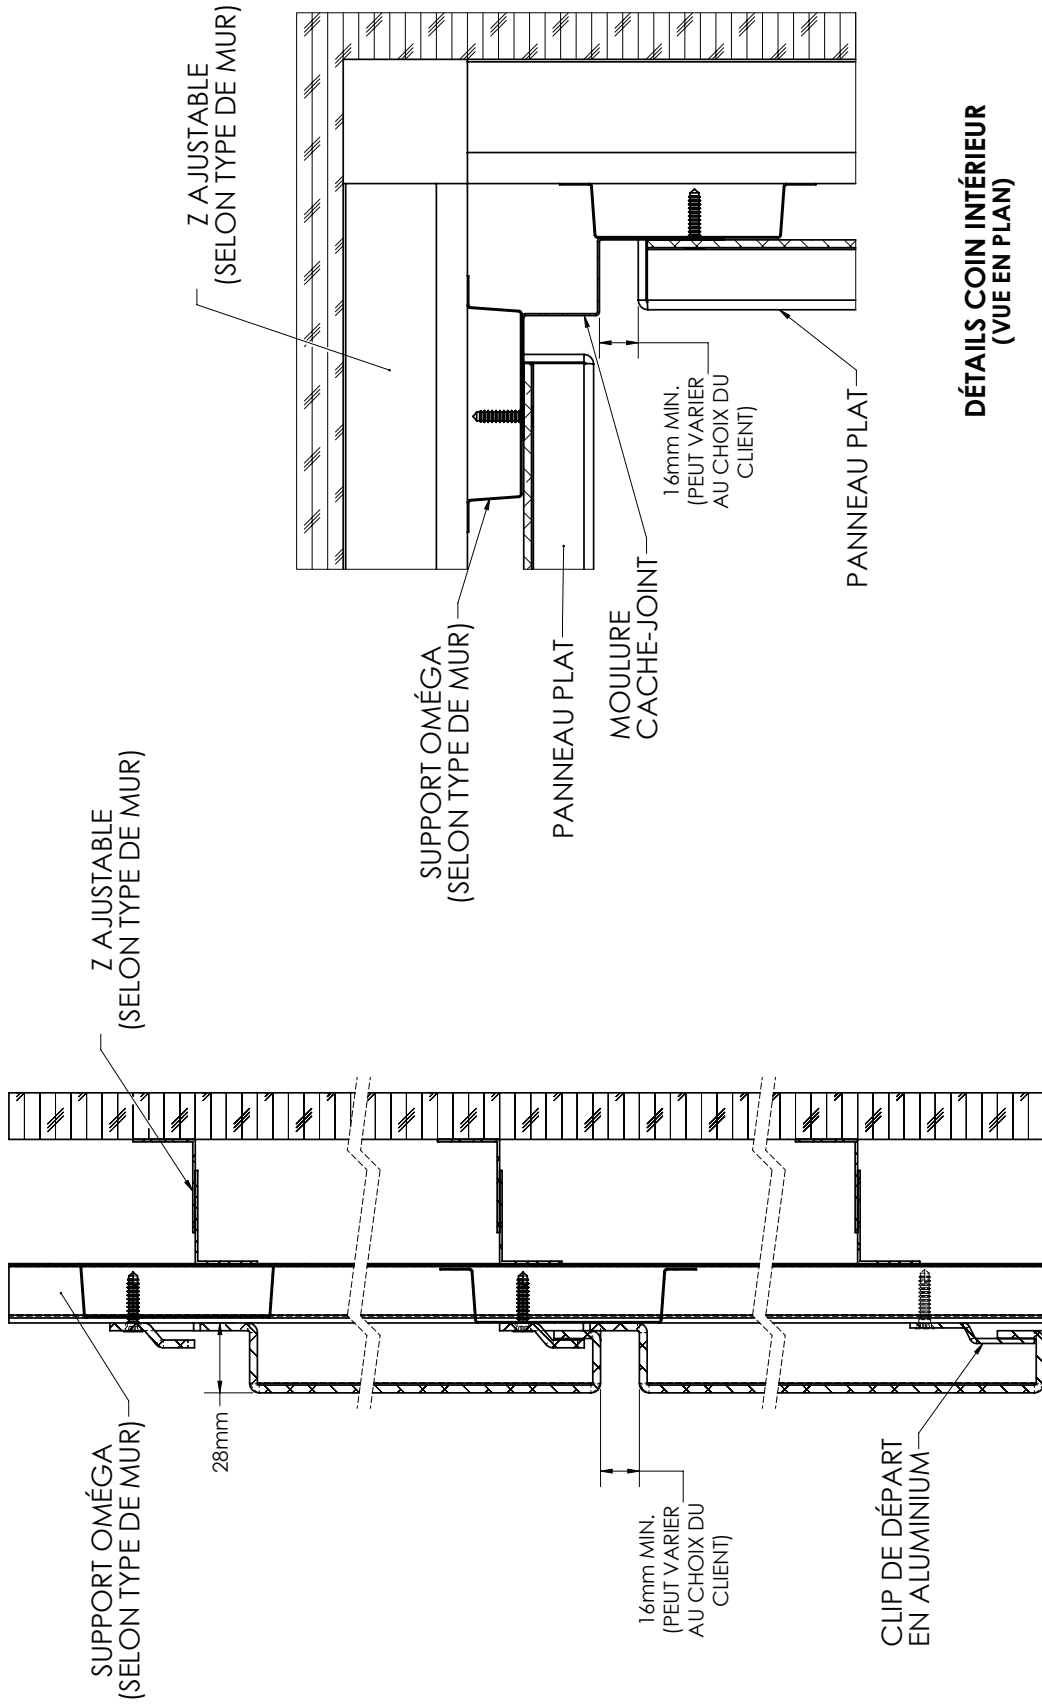 SUPPORT OMÉGA
(SELON TYPE DE MUR)
Z AJUSTABLE
(SELON TYPE DE MUR)
28mm
16mm MIN.
(PEUT VARIER
AU CHOIX DU
CLIENT)
CLIP DE DÉPART
EN ALUMINIUM
Z AJUSTABLE
(SELON TYPE DE MUR)
SUPPORT OMÉGA
(SELON TYPE DE MUR)
PANNEAU PLAT
MOULURE
CACHE-JOINT
16mm MIN.
(PEUT VARIER
AU CHOIX DU
CLIENT)
PANNEAU PLAT
DÉTAILS COIN INTÉRIEUR
(VUE EN PLAN)